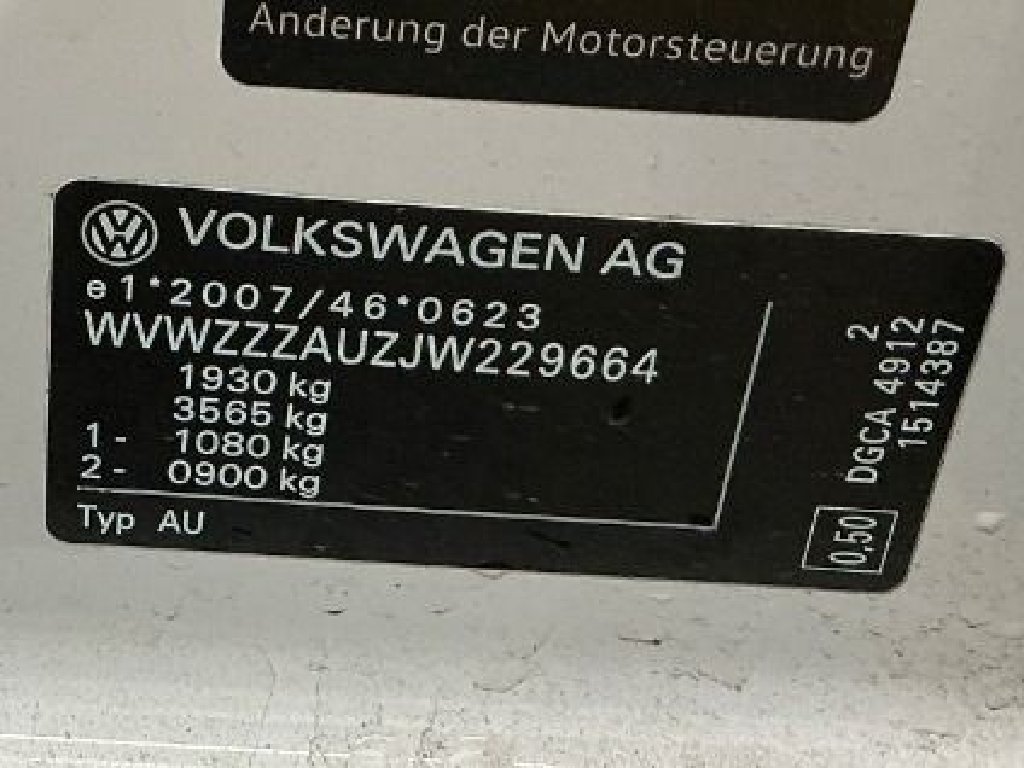 Änderung der Motorsteuerung
VOLKSWAGEN AG
e1*2007/46*0623
WVWZZZAUZJW229664
1930 kg
3565 kg
1- 1080 kg
2- 0900 kg
Typ AU
2
DGCA 4912
1514387
0,50